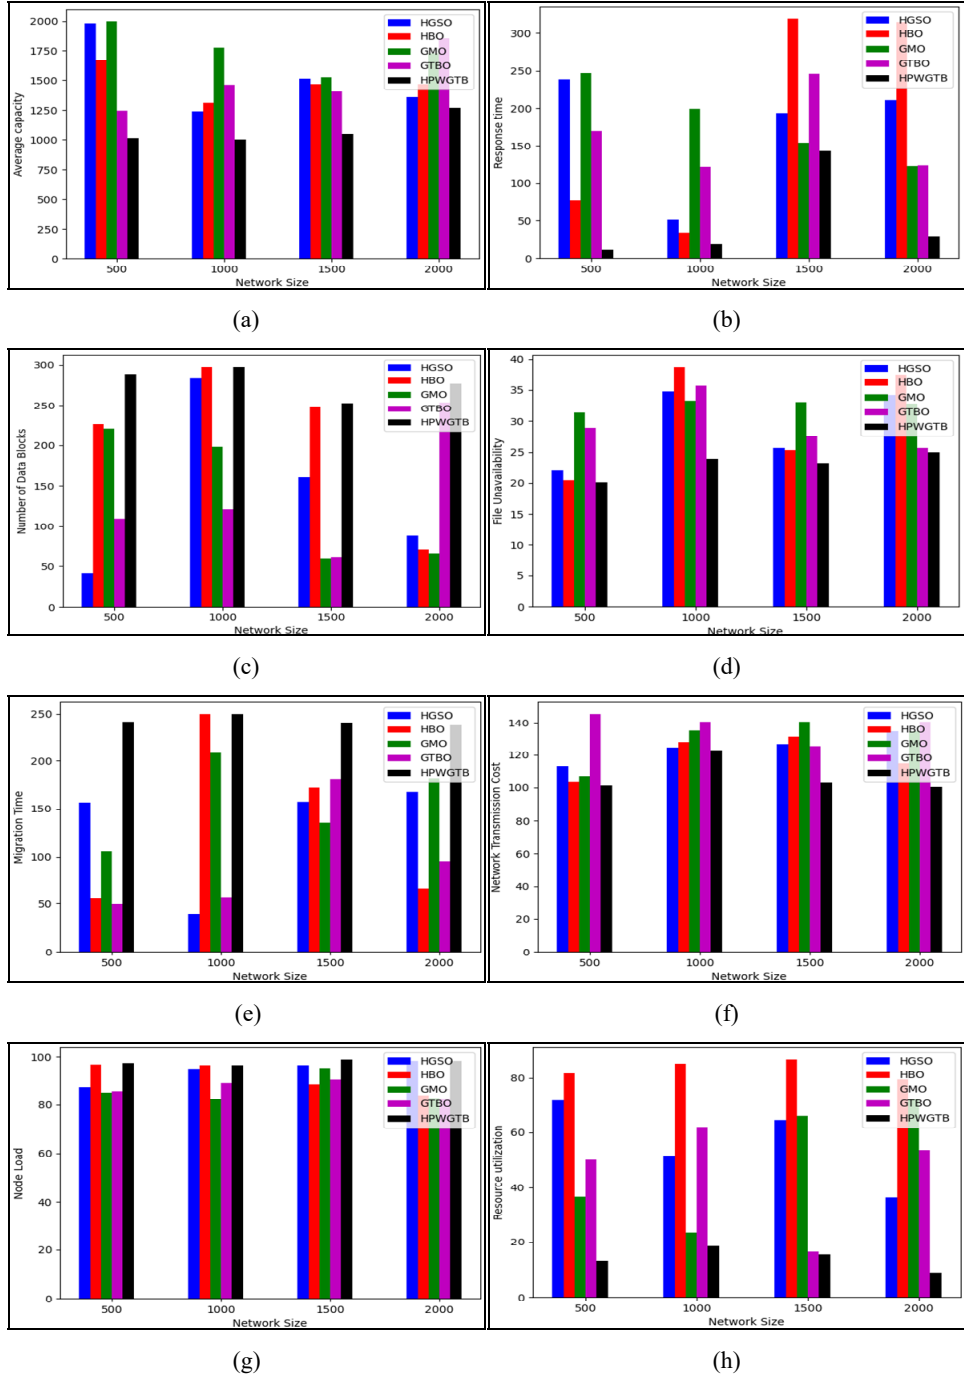 2000
1750
1500
1250
1000
750
500
250
0
Average capacity
HGSO
HBO
GMO
GTBO
HPWGTB
500 1000 1500 2000
Network Size
(a)
300
250
200
150
100
50
0
Response time
HGSO
HBO
GMO
GTBO
HPWGTB
500 1000 1500 2000
Network Size
(b)
300
250
200
150
100
50
0
Number of Data Blocks
HGSO
HBO
GMO
GTBO
HPWGTB
500 1000 1500 2000
Network Size
(c)
40
35
30
25
20
15
10
5
0
File Unavailability
HGSO
HBO
GMO
GTBO
HPWGTB
500 1000 1500 2000
Network Size
(d)
250
200
150
100
50
0
Migration Time
HGSO
HBO
GMO
GTBO
HPWGTB
500 1000 1500 2000
Network Size
(e)
140
120
100
80
60
40
20
0
Network Transmission Cost
HGSO
HBO
GMO
GTBO
HPWGTB
500 1000 1500 2000
Network Size
(f)
100
80
60
40
20
0
Node Load
HGSO
HBO
GMO
GTBO
HPWGTB
500 1000 1500 2000
Network Size
(g)
80
60
40
20
0
Resource utilization
HGSO
HBO
GMO
GTBO
HPWGTB
500 1000 1500 2000
Network Size
(h)